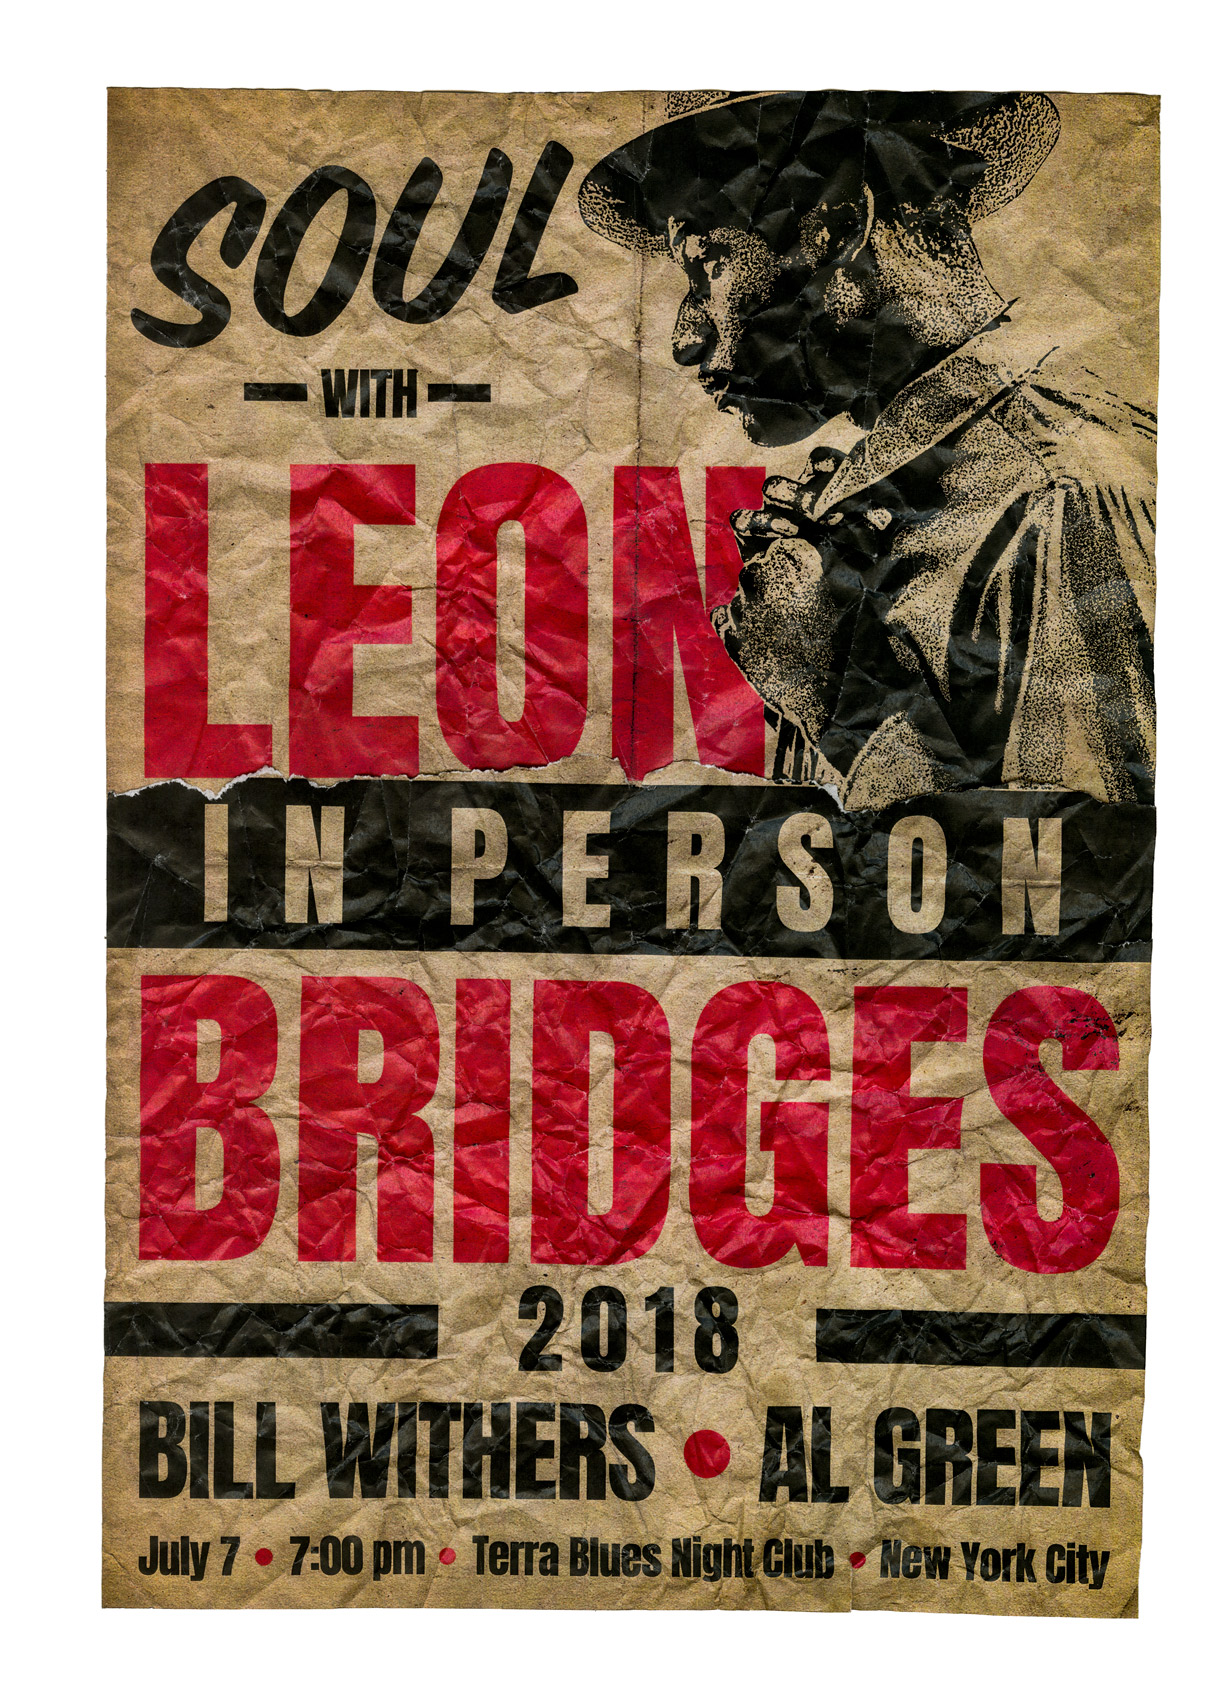 SOUL
WITH
LEON
IN PERSON
BRIDGES
2018
BILL WITHERS • AL GREEN
July 7 • 7:00 pm • Terra Blues Night Club • New York City